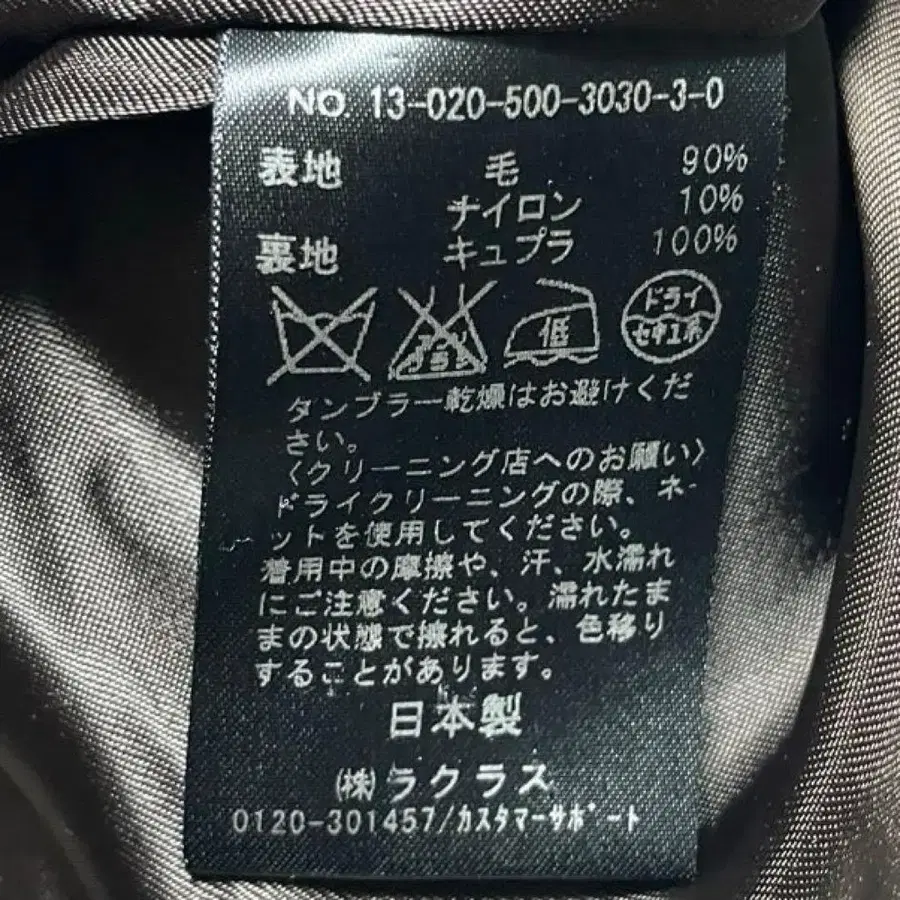 NO. 13-020-500-3030-3-0
表地 毛 90%
ナイロン 10%
裏地 キュプラ 100%
エンソ サラシ 低 ドライ
セキユ系
タンブラー乾燥はお避けくだ
さい。
〈クリーニング店へのお願い〉
ドライクリーニングの際、ネ
ットを使用してください。
着用中の摩擦や、汗、水濡れ
にご注意ください。濡れたま
まの状態で擦れると、色移り
することがあります。
日本製
(株)ラクラス
0120-301457/カスタマーサポート